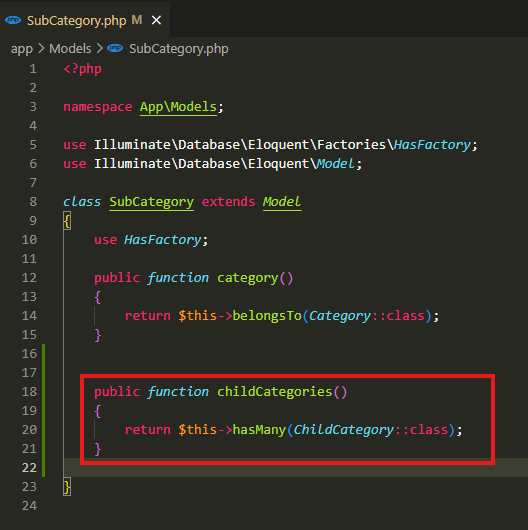 SubCategory.php M ×
app > Models > SubCategory.php
1 <?php
2
3 namespace App\Models;
4
5 use Illuminate\Database\Eloquent\Factories\HasFactory;
6 use Illuminate\Database\Eloquent\Model;
7
8 class SubCategory extends Model
9 {
10     use HasFactory;
11
12     public function category()
13     {
14         return $this->belongsTo(Category::class);
15     }
16
17
18     public function childCategories()
19     {
20         return $this->hasMany(ChildCategory::class);
21     }
22
23 }
24